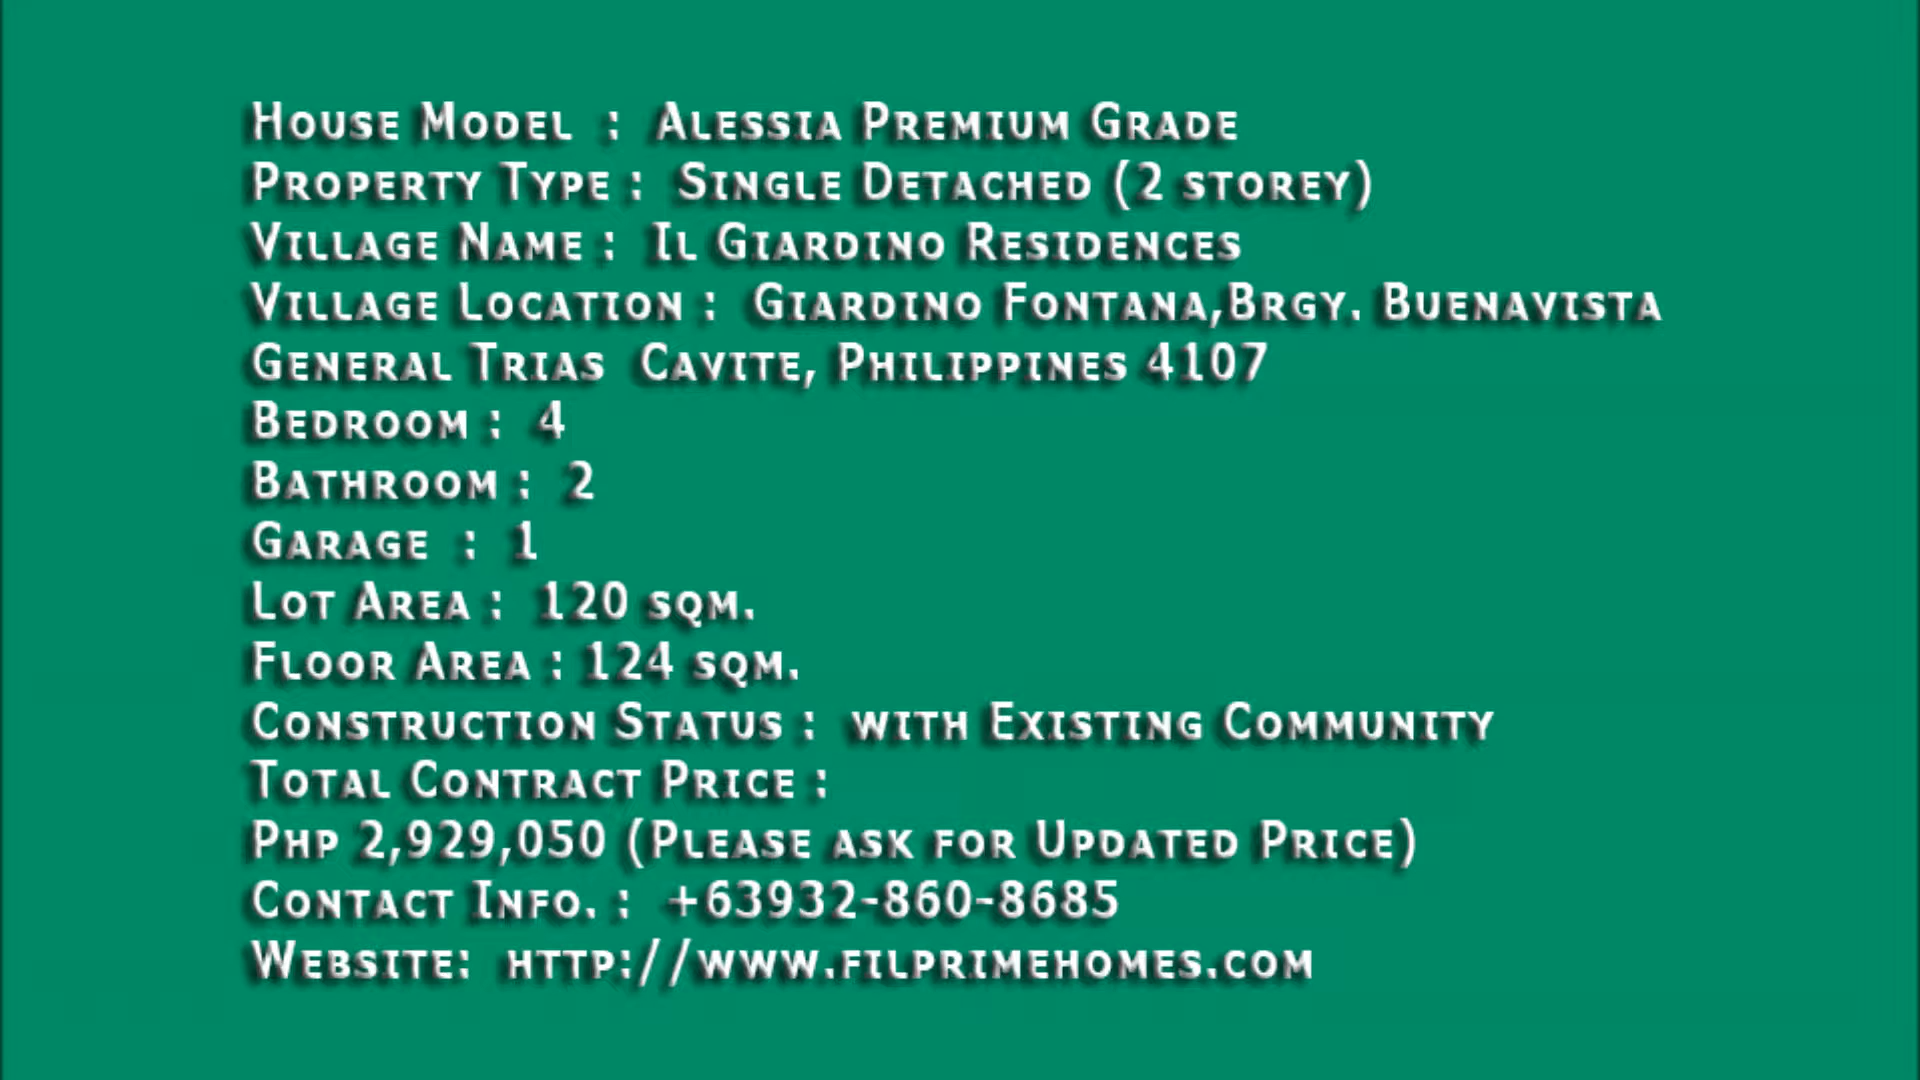 House Model : Alessia Premium Grade
Property Type : Single Detached (2 storey)
Village Name : Il Giardino Residences
Village Location : Giardino Fontana,Brgy. Buenavista
General Trias Cavite, Philippines 4107
Bedroom : 4
Bathroom : 2
Garage : 1
Lot Area : 120 sqm.
Floor Area : 124 sqm.
Construction Status : with Existing Community
Total Contract Price :
Php 2,929,050 (Please ask for Updated Price)
Contact Info. : +63932-860-8685
Website: http://www.filprimehomes.com